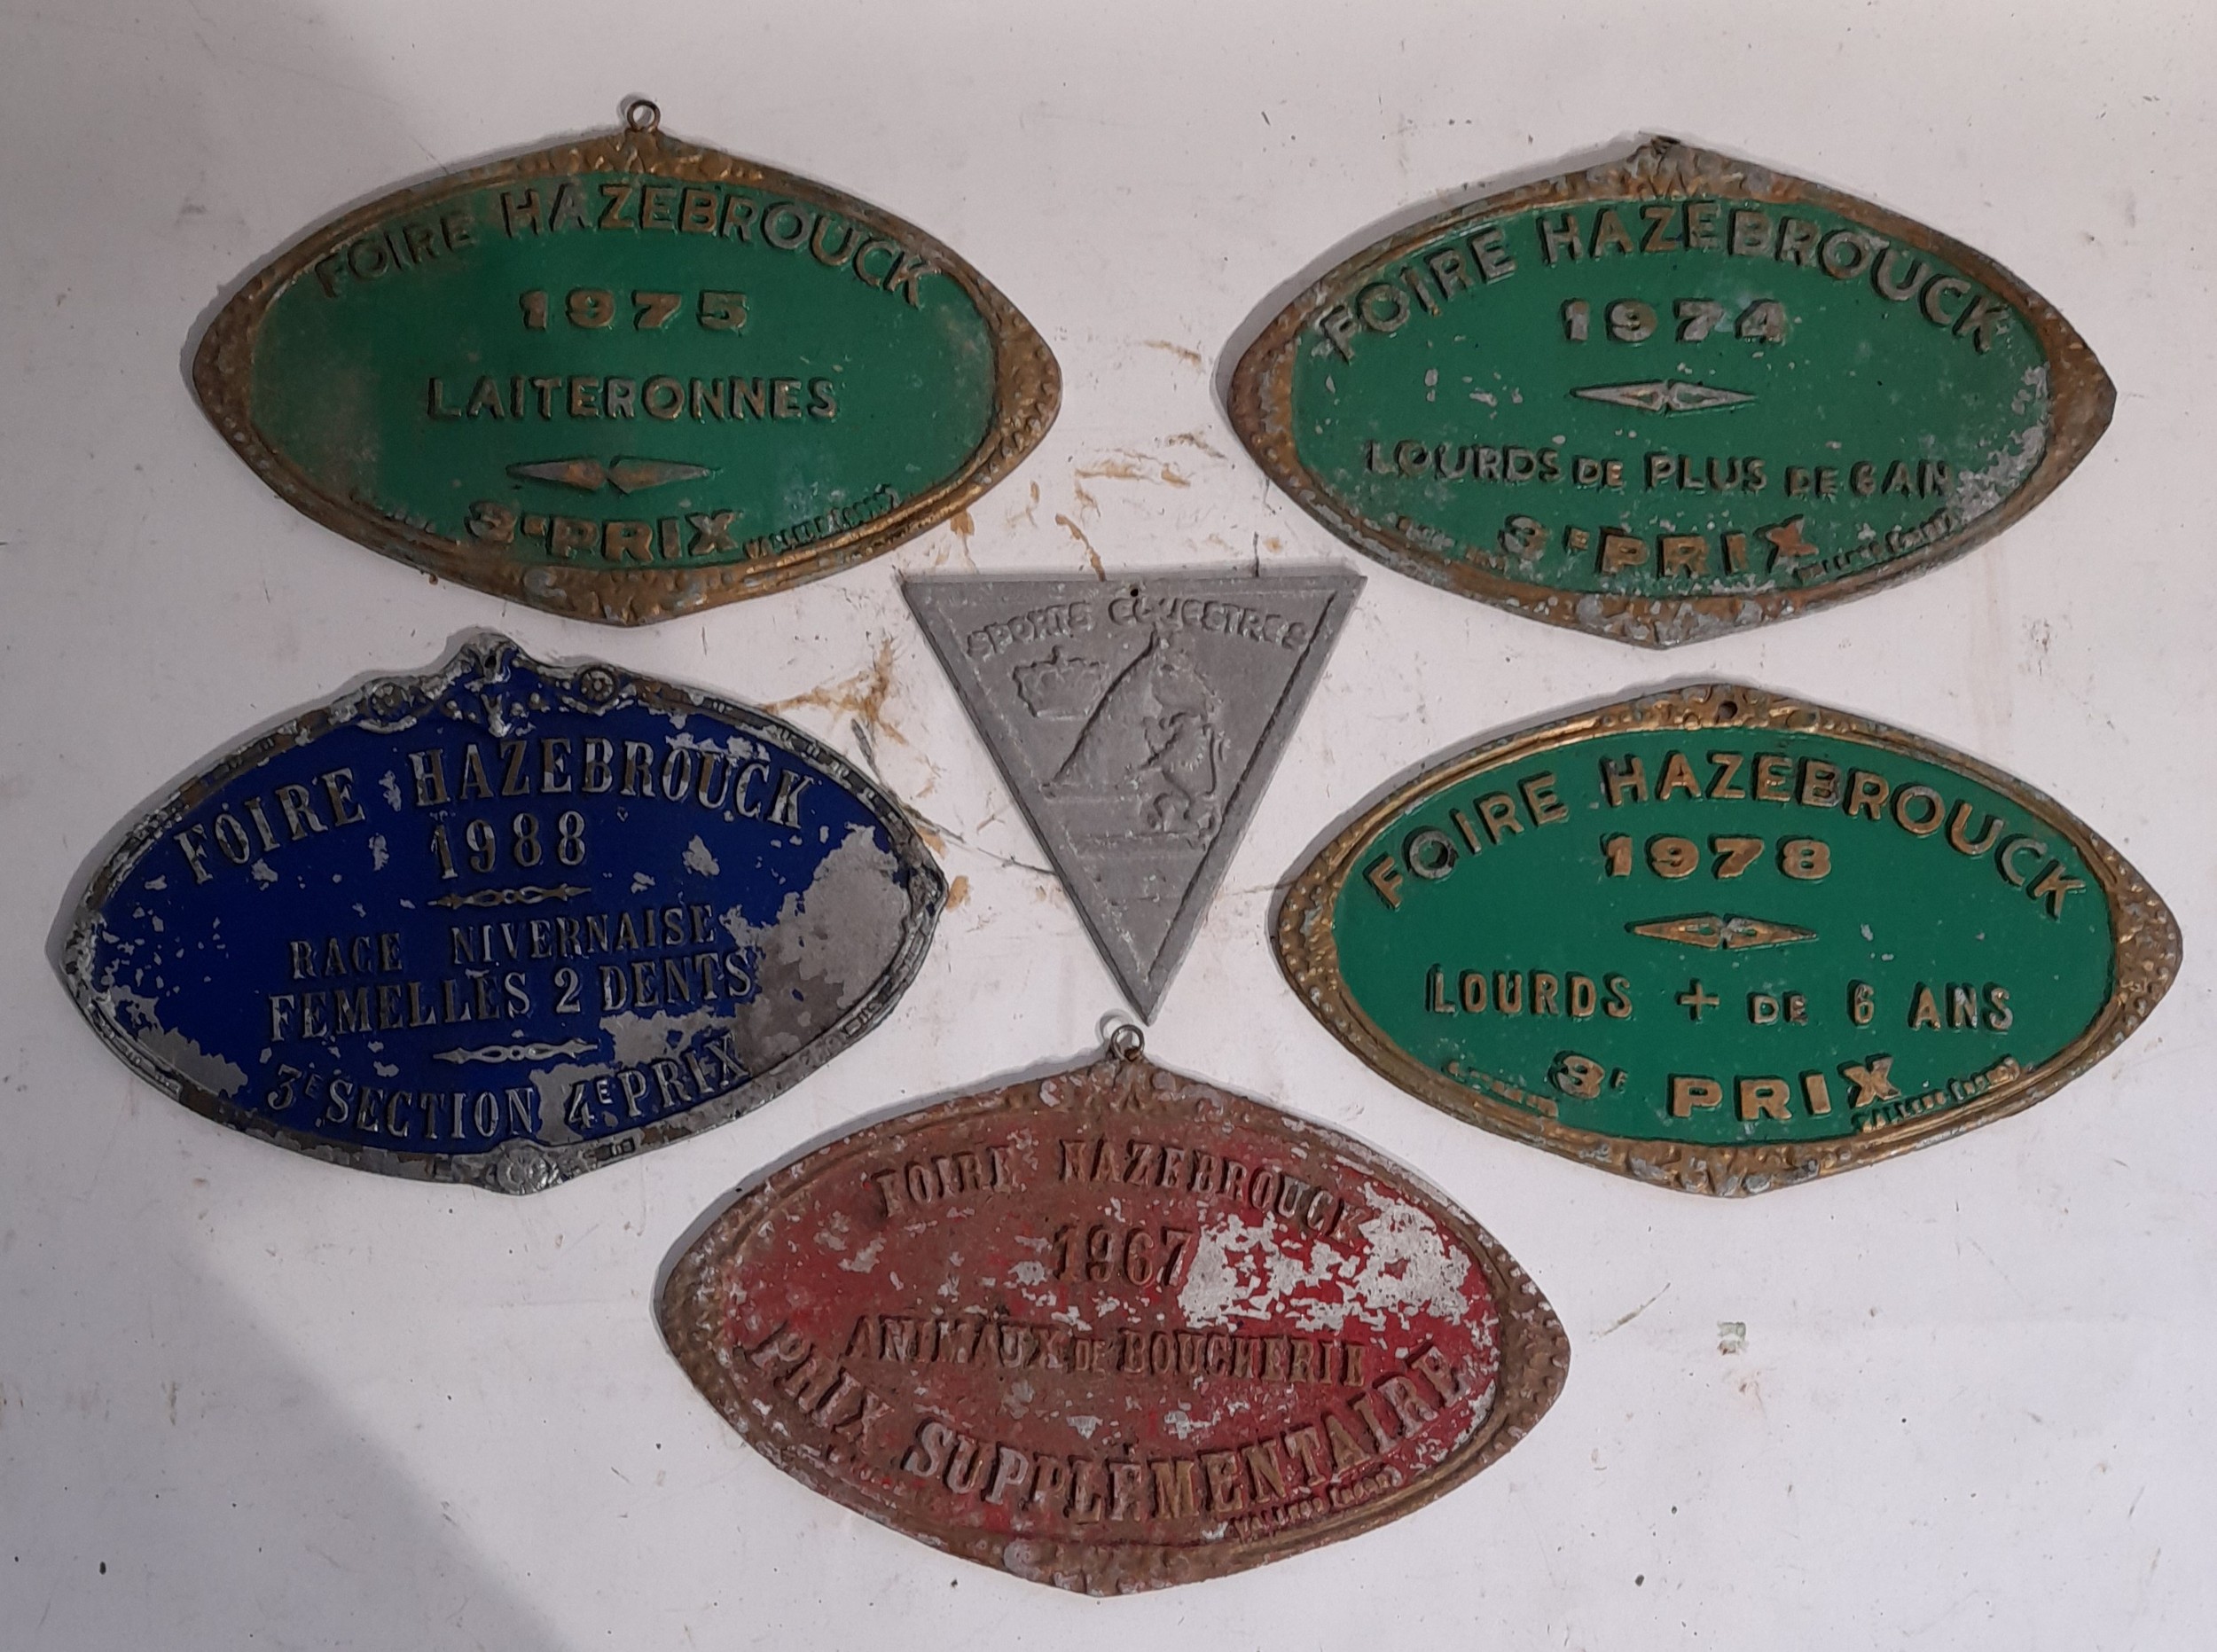 FOIRE HAZEBROUCK
1975
LAITERONNES
3E PRIX
FOIRE HAZEBROUCK
1974
LOURDS DE PLUS DE 6 AN
3E PRIX
SPORTS EQUESTRES
FOIRE HAZEBROUCK
1988
RACE NIVERNAISE
FEMELLES 2 DENTS
3E SECTION 4E PRIX
FOIRE HAZEBROUCK
1978
LOURDS + DE 6 ANS
3E PRIX
FOIRE HAZEBROUCK
1967
ANIMAUX DE BOUCHERIE
PRIX SUPPLEMENTAIRE